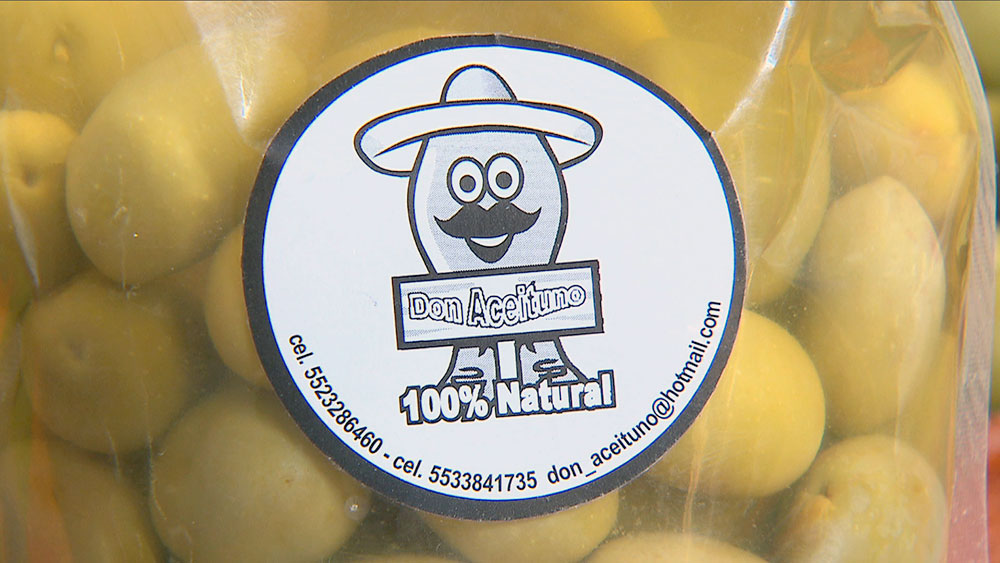 Don Aceituno
100% Natural
cel. 5523286460 - cel. 5533841735 don_aceituno@hotmail.com